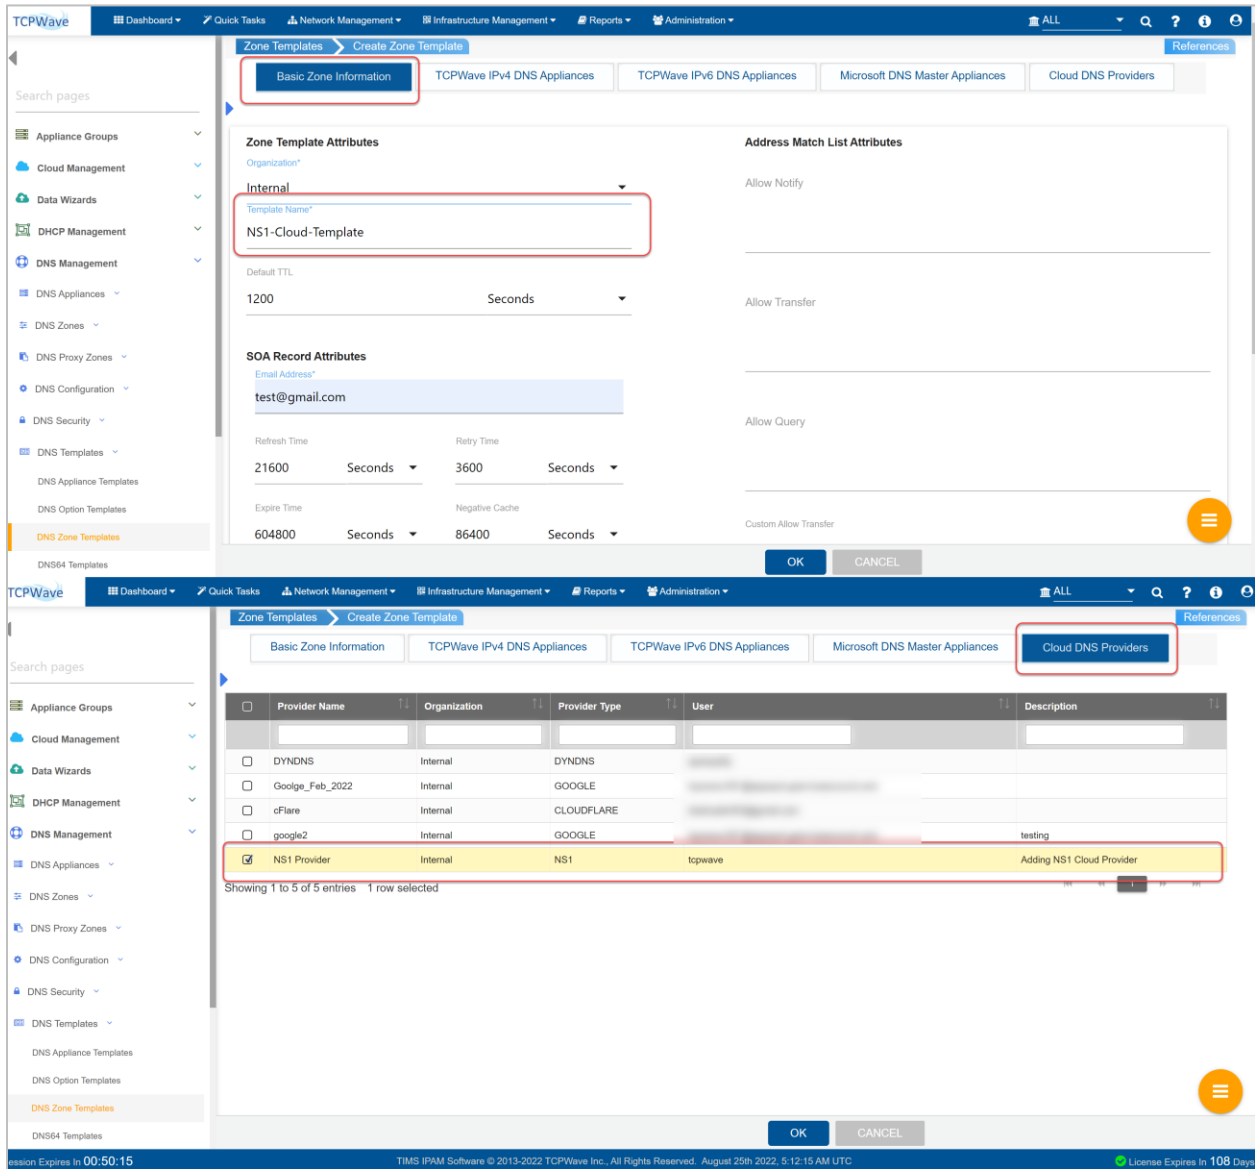 TCPWave Dashboard Quick Tasks Network Management Infrastructure Management Reports Administration ALL
Zone Templates Create Zone Template References
Basic Zone Information TCPWave IPv4 DNS Appliances TCPWave IPv6 DNS Appliances Microsoft DNS Master Appliances Cloud DNS Providers
Search pages
Appliance Groups
Cloud Management
Data Wizards
DHCP Management
DNS Management
DNS Appliances
DNS Zones
DNS Proxy Zones
DNS Configuration
DNS Security
DNS Templates
DNS Appliance Templates
DNS Option Templates
DNS Zone Templates
DNS64 Templates
Zone Template Attributes
Organization*
Internal
Template Name*
NS1-Cloud-Template
Default TTL
1200 Seconds
SOA Record Attributes
Email Address*
test@gmail.com
Refresh Time Retry Time
21600 Seconds 3600 Seconds
Expire Time Negative Cache
604800 Seconds 86400 Seconds
Address Match List Attributes
Allow Notify
Allow Transfer
Allow Query
Custom Allow Transfer
OK CANCEL
TCPWave Dashboard Quick Tasks Network Management Infrastructure Management Reports Administration ALL
Zone Templates Create Zone Template References
Basic Zone Information TCPWave IPv4 DNS Appliances TCPWave IPv6 DNS Appliances Microsoft DNS Master Appliances Cloud DNS Providers
Search pages
Appliance Groups
Cloud Management
Data Wizards
DHCP Management
DNS Management
DNS Appliances
DNS Zones
DNS Proxy Zones
DNS Configuration
DNS Security
DNS Templates
DNS Appliance Templates
DNS Option Templates
DNS Zone Templates
DNS64 Templates
Provider Name Organization Provider Type User Description
DYNDNS Internal DYNDNS
Goolge_Feb_2022 Internal GOOGLE
cFlare Internal CLOUDFLARE
google2 Internal GOOGLE testing
NS1 Provider Internal NS1 tcpwave Adding NS1 Cloud Provider
Showing 1 to 5 of 5 entries 1 row selected 1
OK CANCEL
ession Expires In 00:50:15 TIMS IPAM Software © 2013-2022 TCPWave Inc., All Rights Reserved. August 25th 2022, 5:12:15 AM UTC License Expires In 108 Days